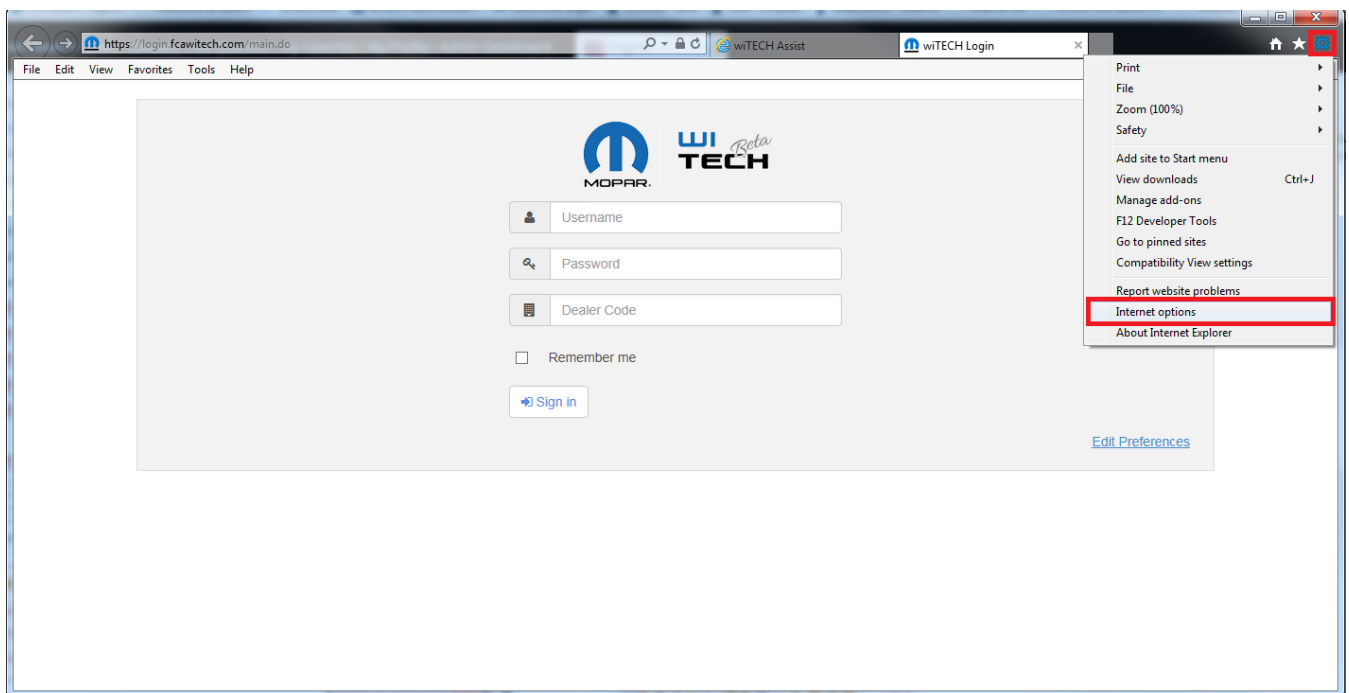 https://login.fcawitech.com/main.do
wiTECH Assist
wiTECH Login
File Edit View Favorites Tools Help
Print
File
Zoom (100%)
Safety
Add site to Start menu
View downloads Ctrl+J
Manage add-ons
F12 Developer Tools
Go to pinned sites
Compatibility View settings
Report website problems
Internet options
About Internet Explorer
MOPAR.
WI Beta
TECH
Username
Password
Dealer Code
Remember me
Sign in
Edit Preferences